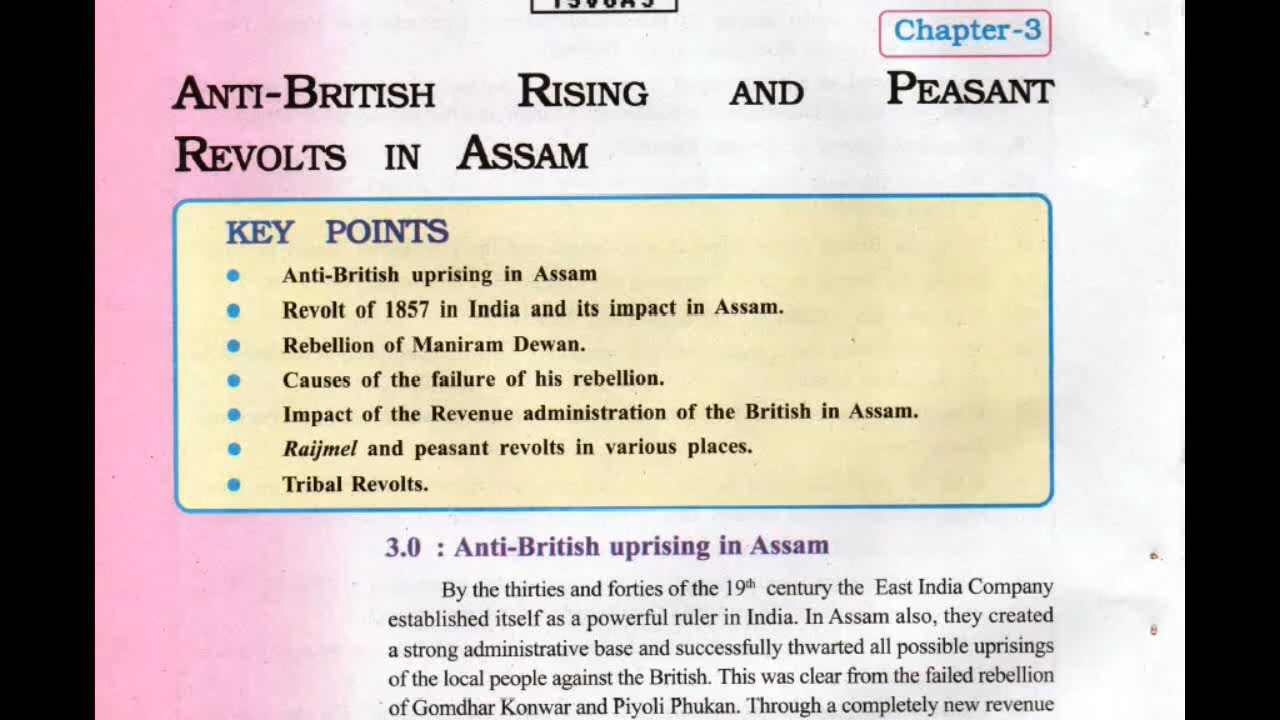 Chapter-3
ANTI-BRITISH RISING AND PEASANT
REVOLTS IN ASSAM
KEY POINTS
Anti-British uprising in Assam
Revolt of 1857 in India and its impact in Assam.
Rebellion of Maniram Dewan.
Causes of the failure of his rebellion.
Impact of the Revenue administration of the British in Assam.
Raijmel and peasant revolts in various places.
Tribal Revolts.
3.0 : Anti-British uprising in Assam
By the thirties and forties of the 19th century the East India Company
established itself as a powerful ruler in India. In Assam also, they created
a strong administrative base and successfully thwarted all possible uprisings
of the local people against the British. This was clear from the failed rebellion
of Gomdhar Konwar and Piyoli Phukan. Through a completely new revenue